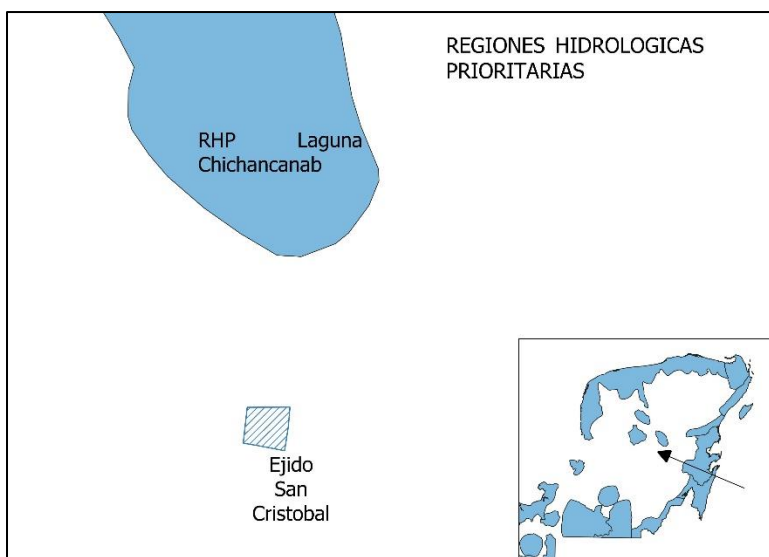 REGIONES HIDROLOGICAS
PRIORITARIAS
RHP Laguna
Chichancanab
Ejido
San
Cristobal